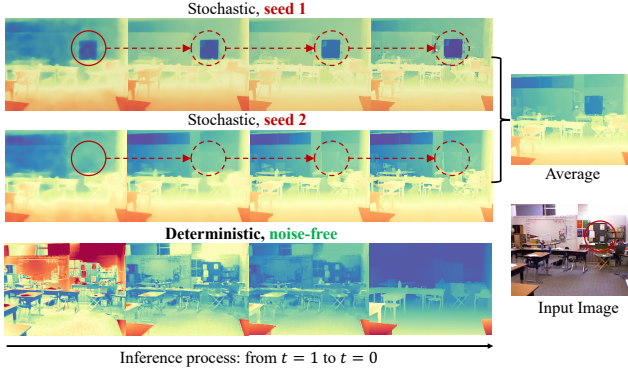 Stochastic, seed 1
Stochastic, seed 2
Average
Deterministic, noise-free
Input Image
Inference process: from t = 1 to t = 0